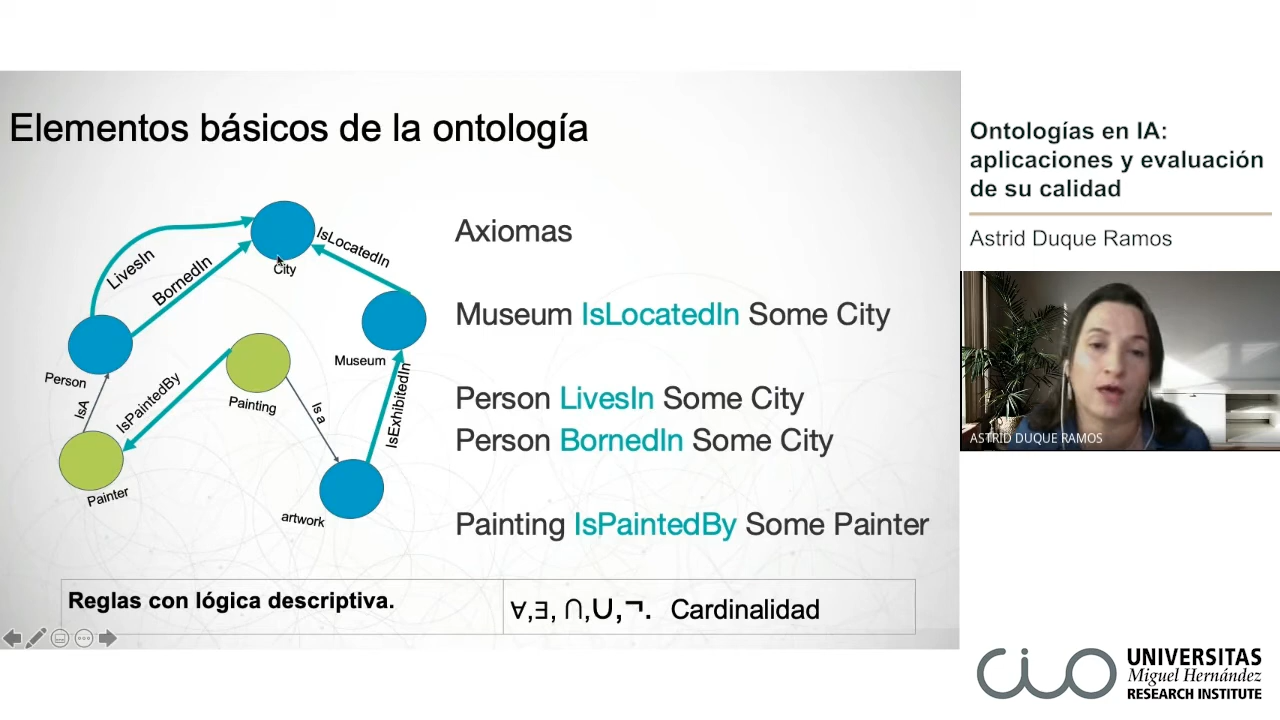 Elementos básicos de la ontología
LivesIn
BornedIn
IsLocatedIn
City
Person
Museum
IsA
IsPaintedBy
Painting
Is a
IsExhibitedIn
Painter
artwork
Axiomas
Museum IsLocatedIn Some City
Person LivesIn Some City
Person BornedIn Some City
Painting IsPaintedBy Some Painter
Reglas con lógica descriptiva.
∀,∃, ∩,∪,¬. Cardinalidad
Ontologías en IA:
aplicaciones y evaluación
de su calidad
Astrid Duque Ramos
ASTRID DUQUE RAMOS
CIO
UNIVERSITAS
Miguel Hernández
RESEARCH INSTITUTE